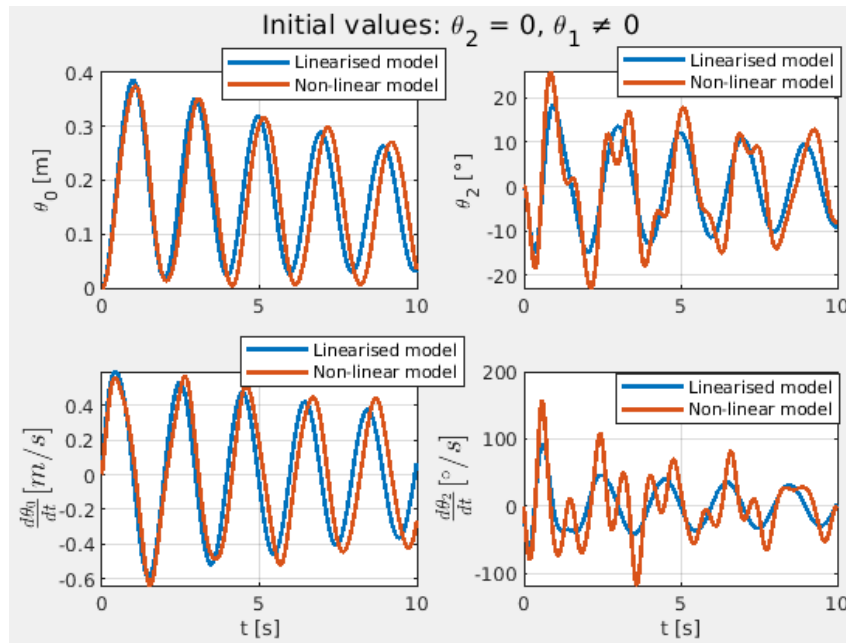 Initial values: θ₂ = 0, θ₁ ≠ 0
Linearised model
Non-linear model
θ₀ [m]
0.4
0.3
0.2
0.1
0
0
5
10
Linearised model
Non-linear model
θ₂ [°]
20
10
0
-10
-20
0
5
10
Linearised model
Non-linear model
dθ₀/dt [m/s]
0.4
0.2
0
-0.2
-0.4
-0.6
0
5
10
t [s]
Linearised model
Non-linear model
dθ₂/dt [○/s]
200
100
0
-100
0
5
10
t [s]